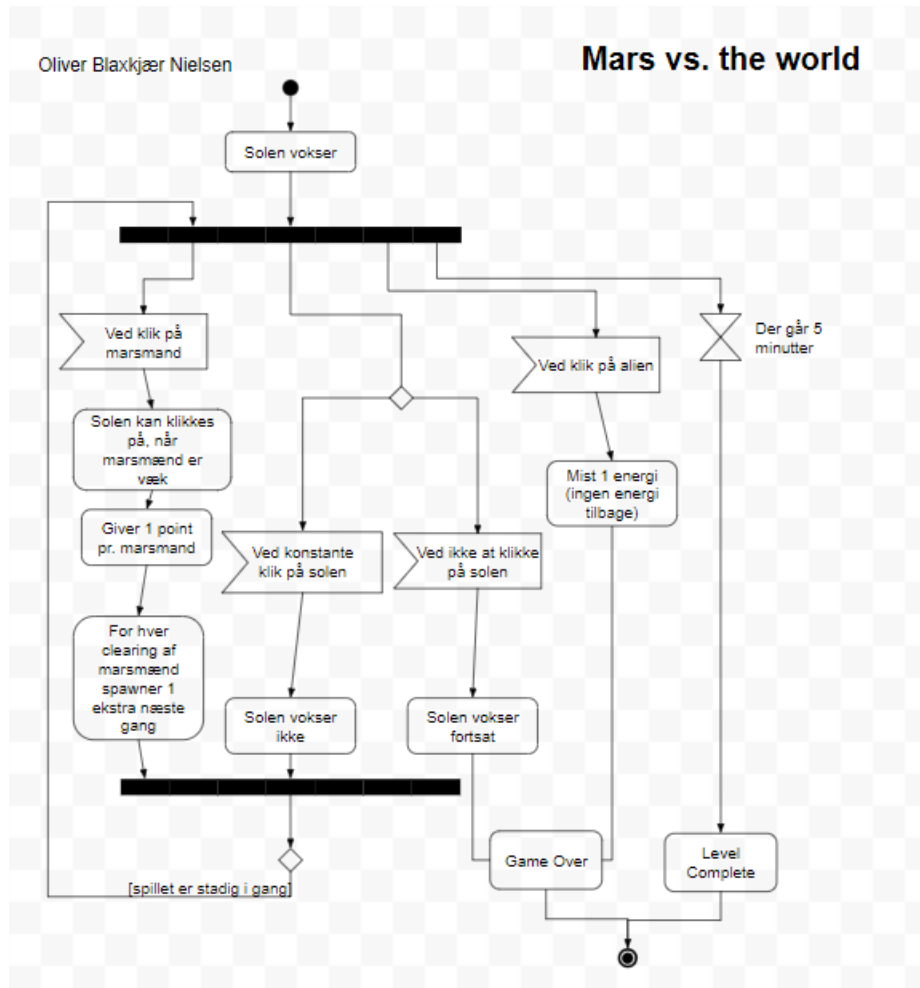 Oliver Blaxkjær Nielsen
Mars vs. the world
Solen vokser
Ved klik på
marsmand
Solen kan klikkes
på, når
marsmænd er
væk
Giver 1 point
pr. marsmand
For hver
clearing af
marsmænd
spawner 1
ekstra næste
gang
Ved konstante
klik på solen
Solen vokser
ikke
Ved ikke at klikke
på solen
Solen vokser
fortsat
Ved klik på alien
Mist 1 energi
(ingen energi
tilbage)
Der går 5
minutter
Game Over
Level
Complete
[spillet er stadig i gang]